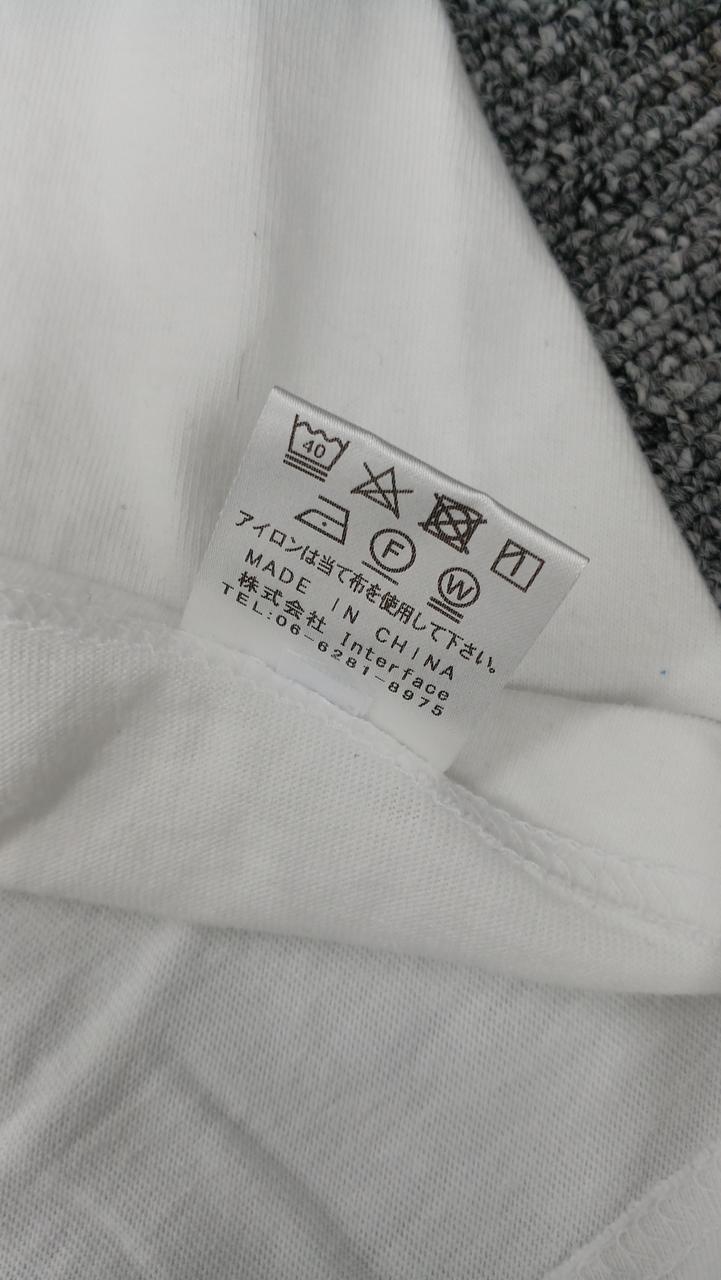 40
F
W
アイロンは当て布を使用して下さい。
MADE IN CHINA
株式会社 Interface
TEL:06-6281-8975